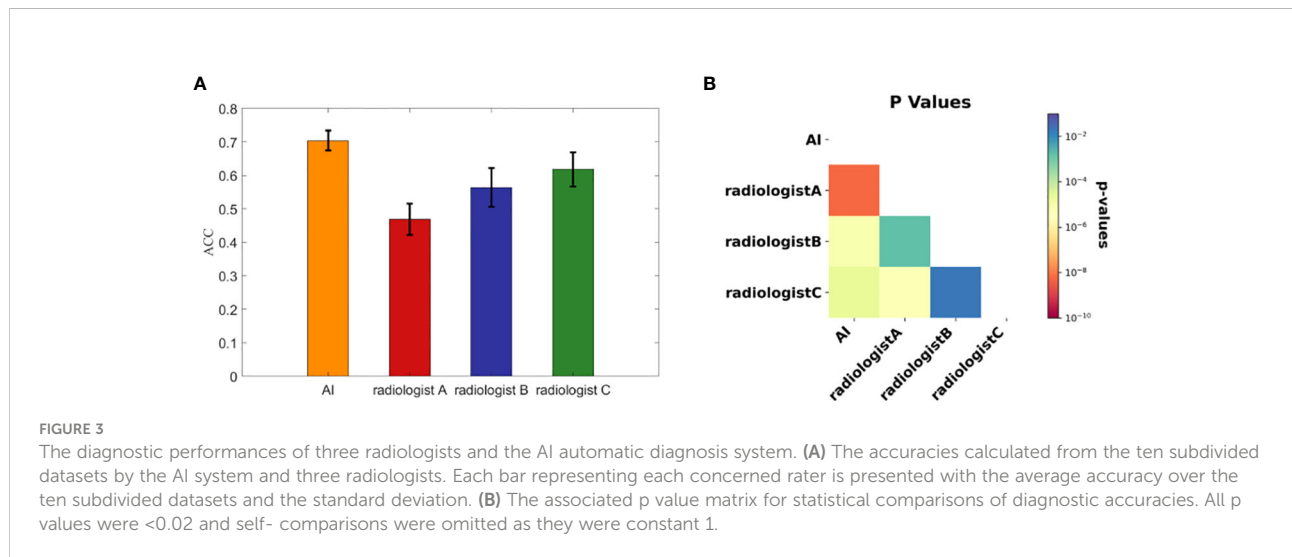 A
0.8
0.7
0.6
0.5
0.4
0.3
0.2
0.1
0
ACC
AI
radiologist A
radiologist B
radiologist C
B
P Values
AI
radiologistA
radiologistB
radiologistC
AI
radiologistA
radiologistB
radiologistC
10⁻²
10⁻⁴
10⁻⁶
10⁻⁸
10⁻¹⁰
p-values
FIGURE 3
The diagnostic performances of three radiologists and the AI automatic diagnosis system. (A) The accuracies calculated from the ten subdivided
datasets by the AI system and three radiologists. Each bar representing each concerned rater is presented with the average accuracy over the
ten subdivided datasets and the standard deviation. (B) The associated p value matrix for statistical comparisons of diagnostic accuracies. All p
values were <0.02 and self- comparisons were omitted as they were constant 1.